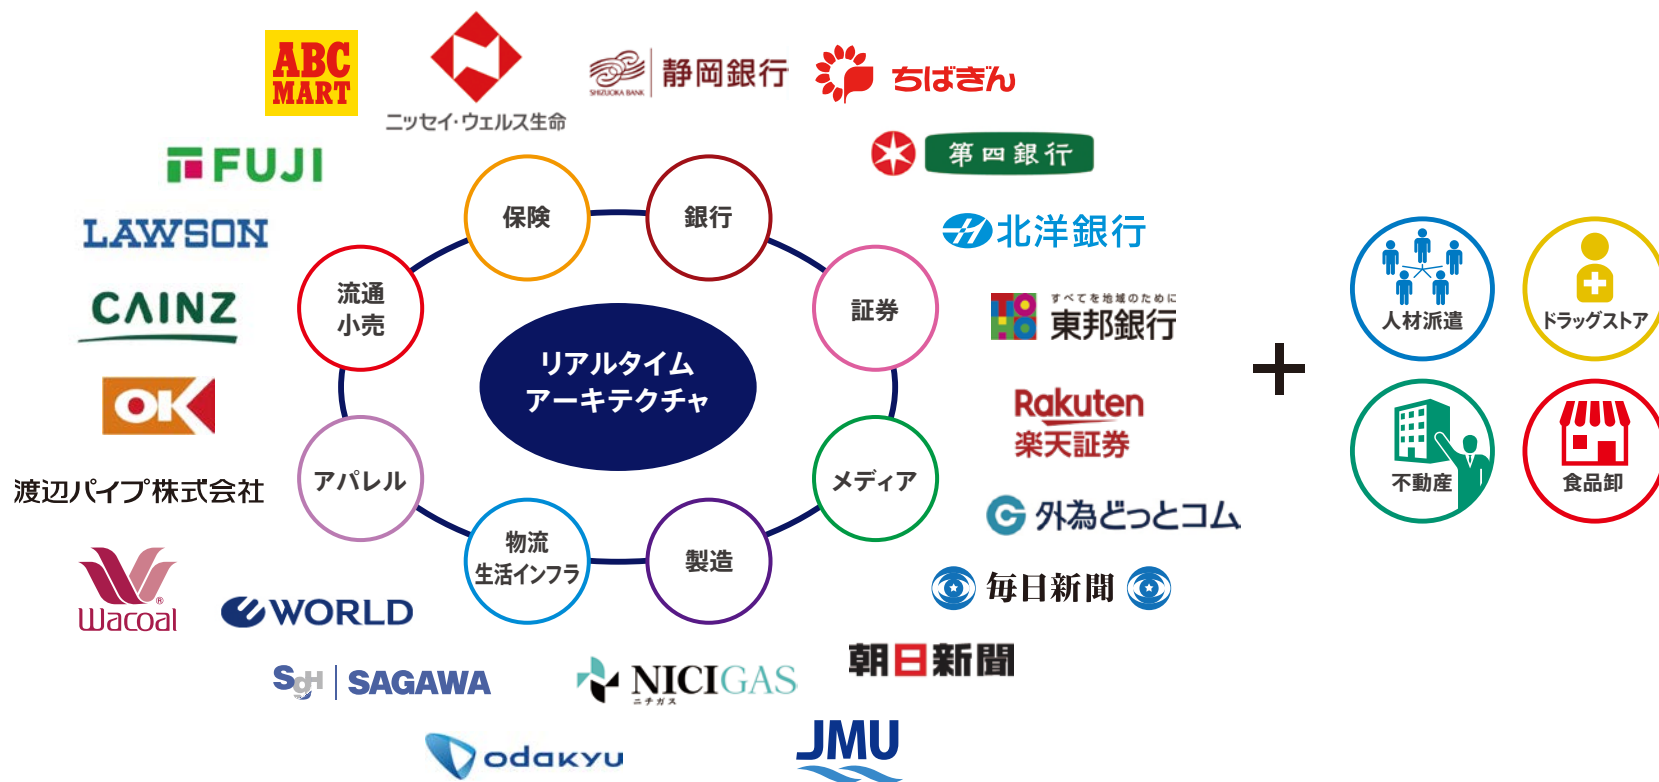 ABC
MART
ニッセイ・ウェルス生命
SHIZUOKA BANK
静岡銀行
ちばぎん
FUJI
第四銀行
LAWSON
保険
銀行
北洋銀行
流通
小売
証券
CAINZ
すべてを地域のために
TOHO
東邦銀行
人材派遣
ドラッグストア
リアルタイム
アーキテクチャ
OK
Rakuten
楽天証券
アパレル
メディア
不動産
食品卸
渡辺パイプ株式会社
外為どっとコム
物流
生活インフラ
製造
Wacoal
®
WORLD
毎日新聞
SGH
SAGAWA
NICIGAS
ニチガス
朝日新聞
odakyu
JMU